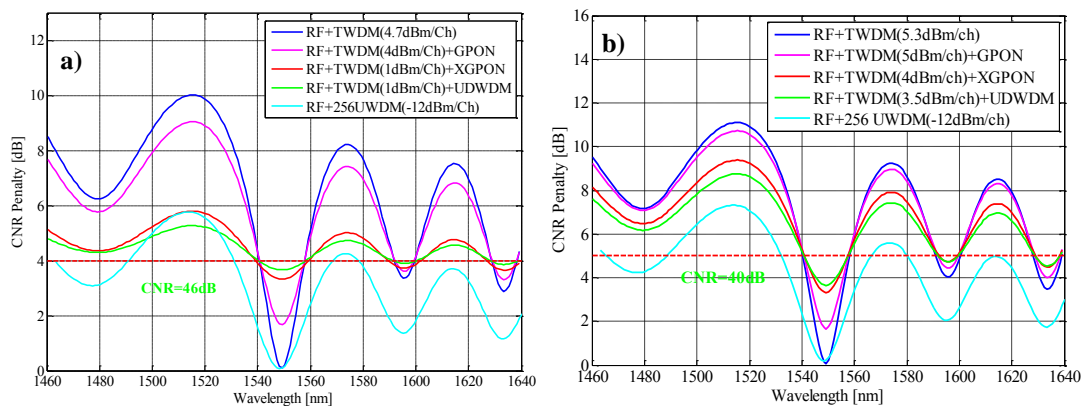 12
10
8
6
4
2
0
CNR Penalty [dB]
a)
RF+TWDM(4.7dBm/Ch)
RF+TWDM(4dBm/Ch)+GPON
RF+TWDM(1dBm/Ch)+XGPON
RF+TWDM(1dBm/Ch)+UDWDM
RF+256UWDM(-12dBm/Ch)
CNR=46dB
1460 1480 1500 1520 1540 1560 1580 1600 1620 1640
Wavelength [nm]
16
14
12
10
8
6
4
2
0
CNR Penalty [dB]
b)
RF+TWDM(5.3dBm/ch)
RF+TWDM(5dBm/ch)+GPON
RF+TWDM(4dBm/ch)+XGPON
RF+TWDM(3.5dBm/ch)+UDWDM
RF+256 UWDM(-12dBm/ch)
CNR=40dB
1460 1480 1500 1520 1540 1560 1580 1600 1620 1640
Wavelength [nm]